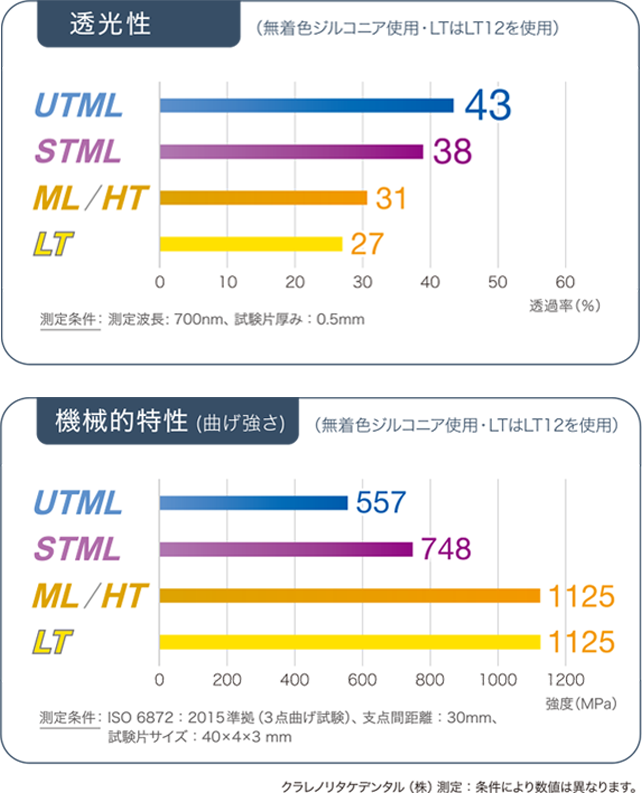 透光性
（無着色ジルコニア使用・LTはLT12を使用）
UTML 43
STML 38
ML/HT 31
LT 27
0 10 20 30 40 50 60
透過率（%）
測定条件：測定波長：700nm、試験片厚み：0.5mm
機械的特性（曲げ強さ）
（無着色ジルコニア使用・LTはLT12を使用）
UTML 557
STML 748
ML/HT 1125
LT 1125
0 200 400 600 800 1000 1200
強度（MPa）
測定条件：ISO 6872：2015準拠（3点曲げ試験）、支点間距離：30mm、
試験片サイズ：40×4×3 mm
クラレノリタケデンタル（株）測定：条件により数値は異なります。